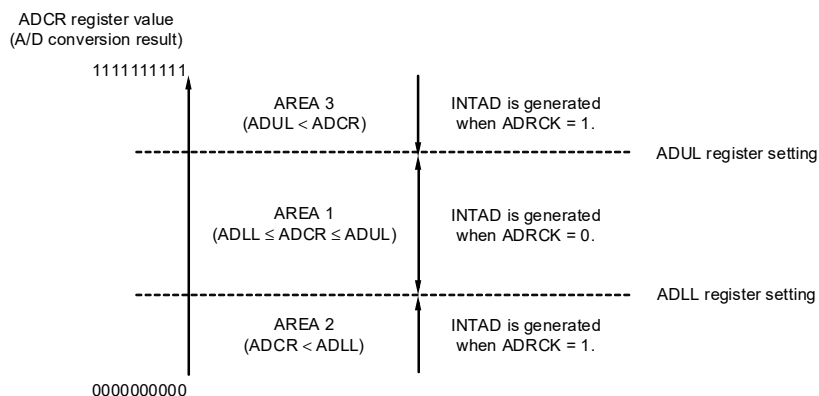 ADCR register value
(A/D conversion result)
1111111111
AREA 3
(ADUL < ADCR)
INTAD is generated
when ADRCK = 1.
ADUL register setting
AREA 1
(ADLL ≤ ADCR ≤ ADUL)
INTAD is generated
when ADRCK = 0.
ADLL register setting
AREA 2
(ADCR < ADLL)
INTAD is generated
when ADRCK = 1.
0000000000